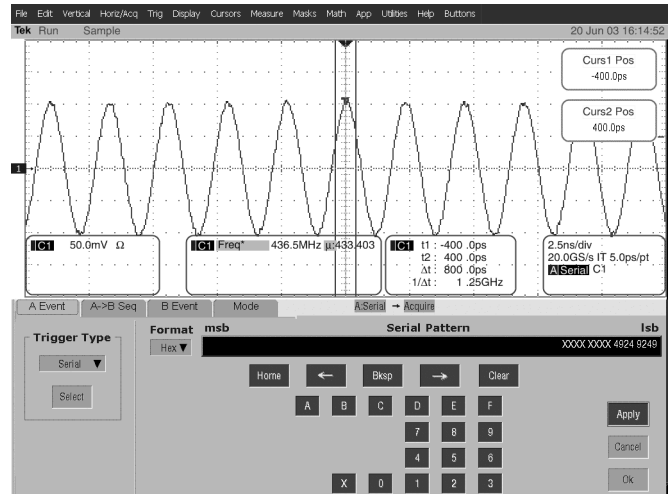 File Edit Vertical Horiz/Acq Trig Display Cursors Measure Masks Math App Utilities Help Buttons
Tek Run Sample 20 Jun 03 16:14:52
Curs1 Pos
-400.0ps
Curs2 Pos
400.0ps
1
C1 50.0mV Ω
C1 Freq* 436.5MHz µ:433.403
C1 t1 : -400 .0ps
t2 : 400 .0ps
Δt : 800 .0ps
1/Δt : 1 .25GHz
2.5ns/div
20.0GS/s IT 5.0ps/pt
A Serial C1
A Event A->B Seq B Event Mode A:Serial → Acquire
Trigger Type
Serial ▼
Select
Format
Hex ▼
msb Serial Pattern lsb
XXXX XXXX 4924 9249
Home ← Bksp → Clear
A B C D E F
7 8 9
4 5 6
X 0 1 2 3
Apply
Cancel
Ok